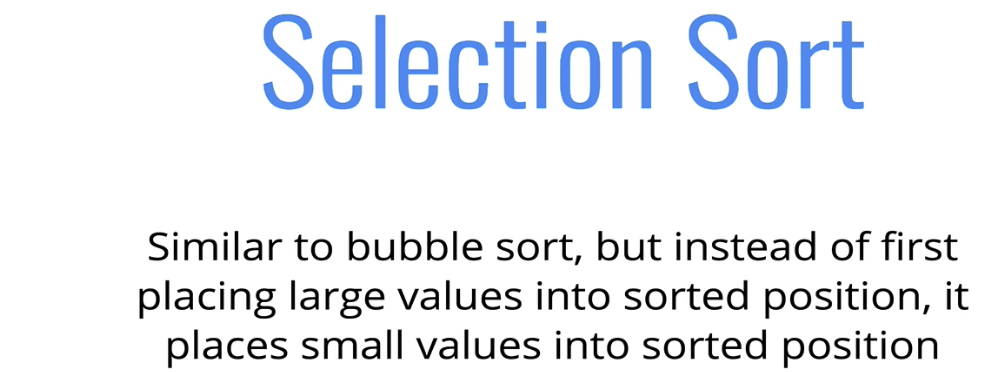 Selection Sort
Similar to bubble sort, but instead of first
placing large values into sorted position, it
places small values into sorted position